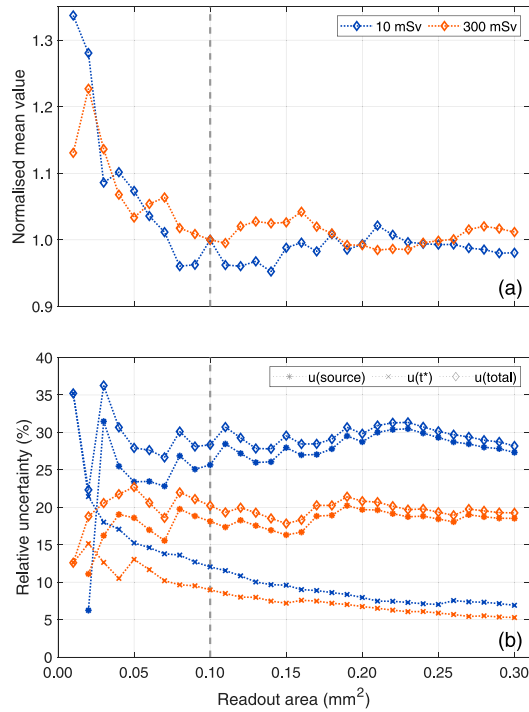 10 mSv 300 mSv
1.3
1.2
1.1
1.0
0.9
Normalised mean value
(a)
u(source) u(t*) u(total)
40
35
30
25
20
15
10
5
0
Relative uncertainty (%)
(b)
0.00 0.05 0.10 0.15 0.20 0.25 0.30
Readout area (mm²)